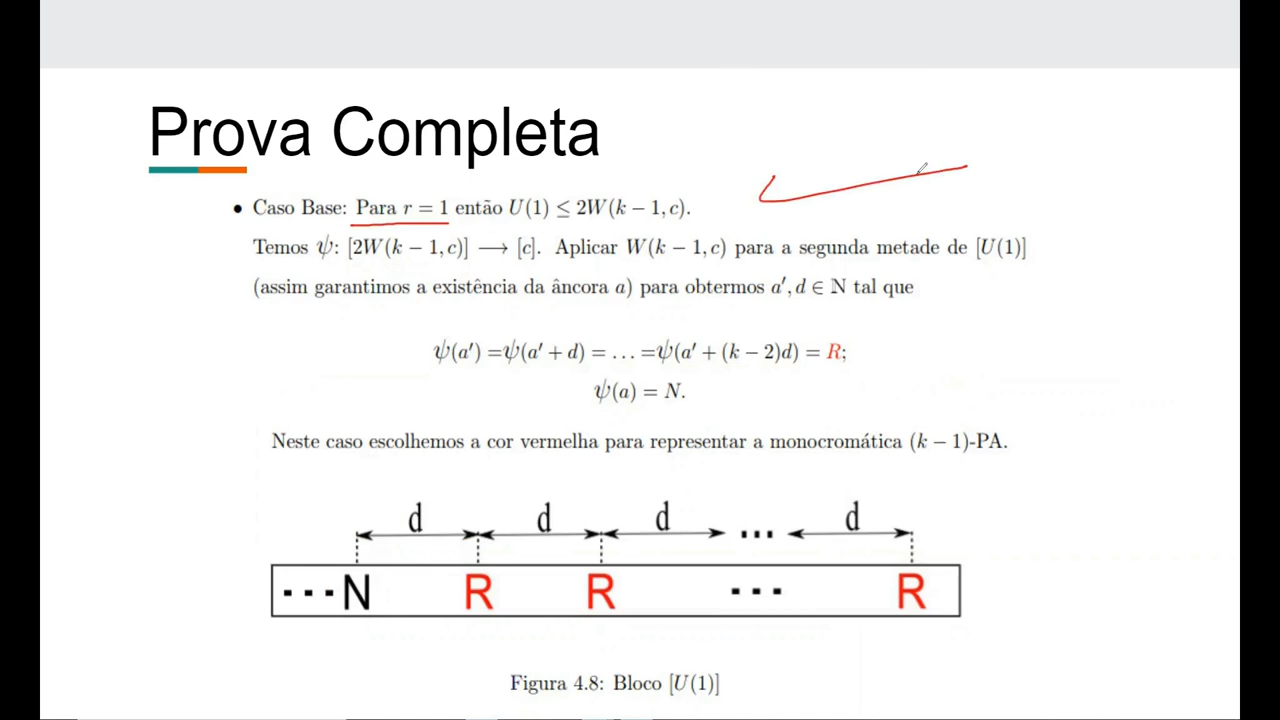 Prova Completa
• Caso Base: Para r = 1 então U(1) ≤ 2W(k − 1, c).
Temos ψ: [2W(k − 1, c)] ⟶ [c]. Aplicar W(k − 1, c) para a segunda metade de [U(1)]
(assim garantimos a existência da âncora a) para obtermos a′, d ∈ N tal que
ψ(a′) =ψ(a′ + d) = … =ψ(a′ + (k − 2)d) = R;
ψ(a) = N.
Neste caso escolhemos a cor vermelha para representar a monocromática (k − 1)-PA.
d d d ... d
...N R R ... R
Figura 4.8: Bloco [U(1)]